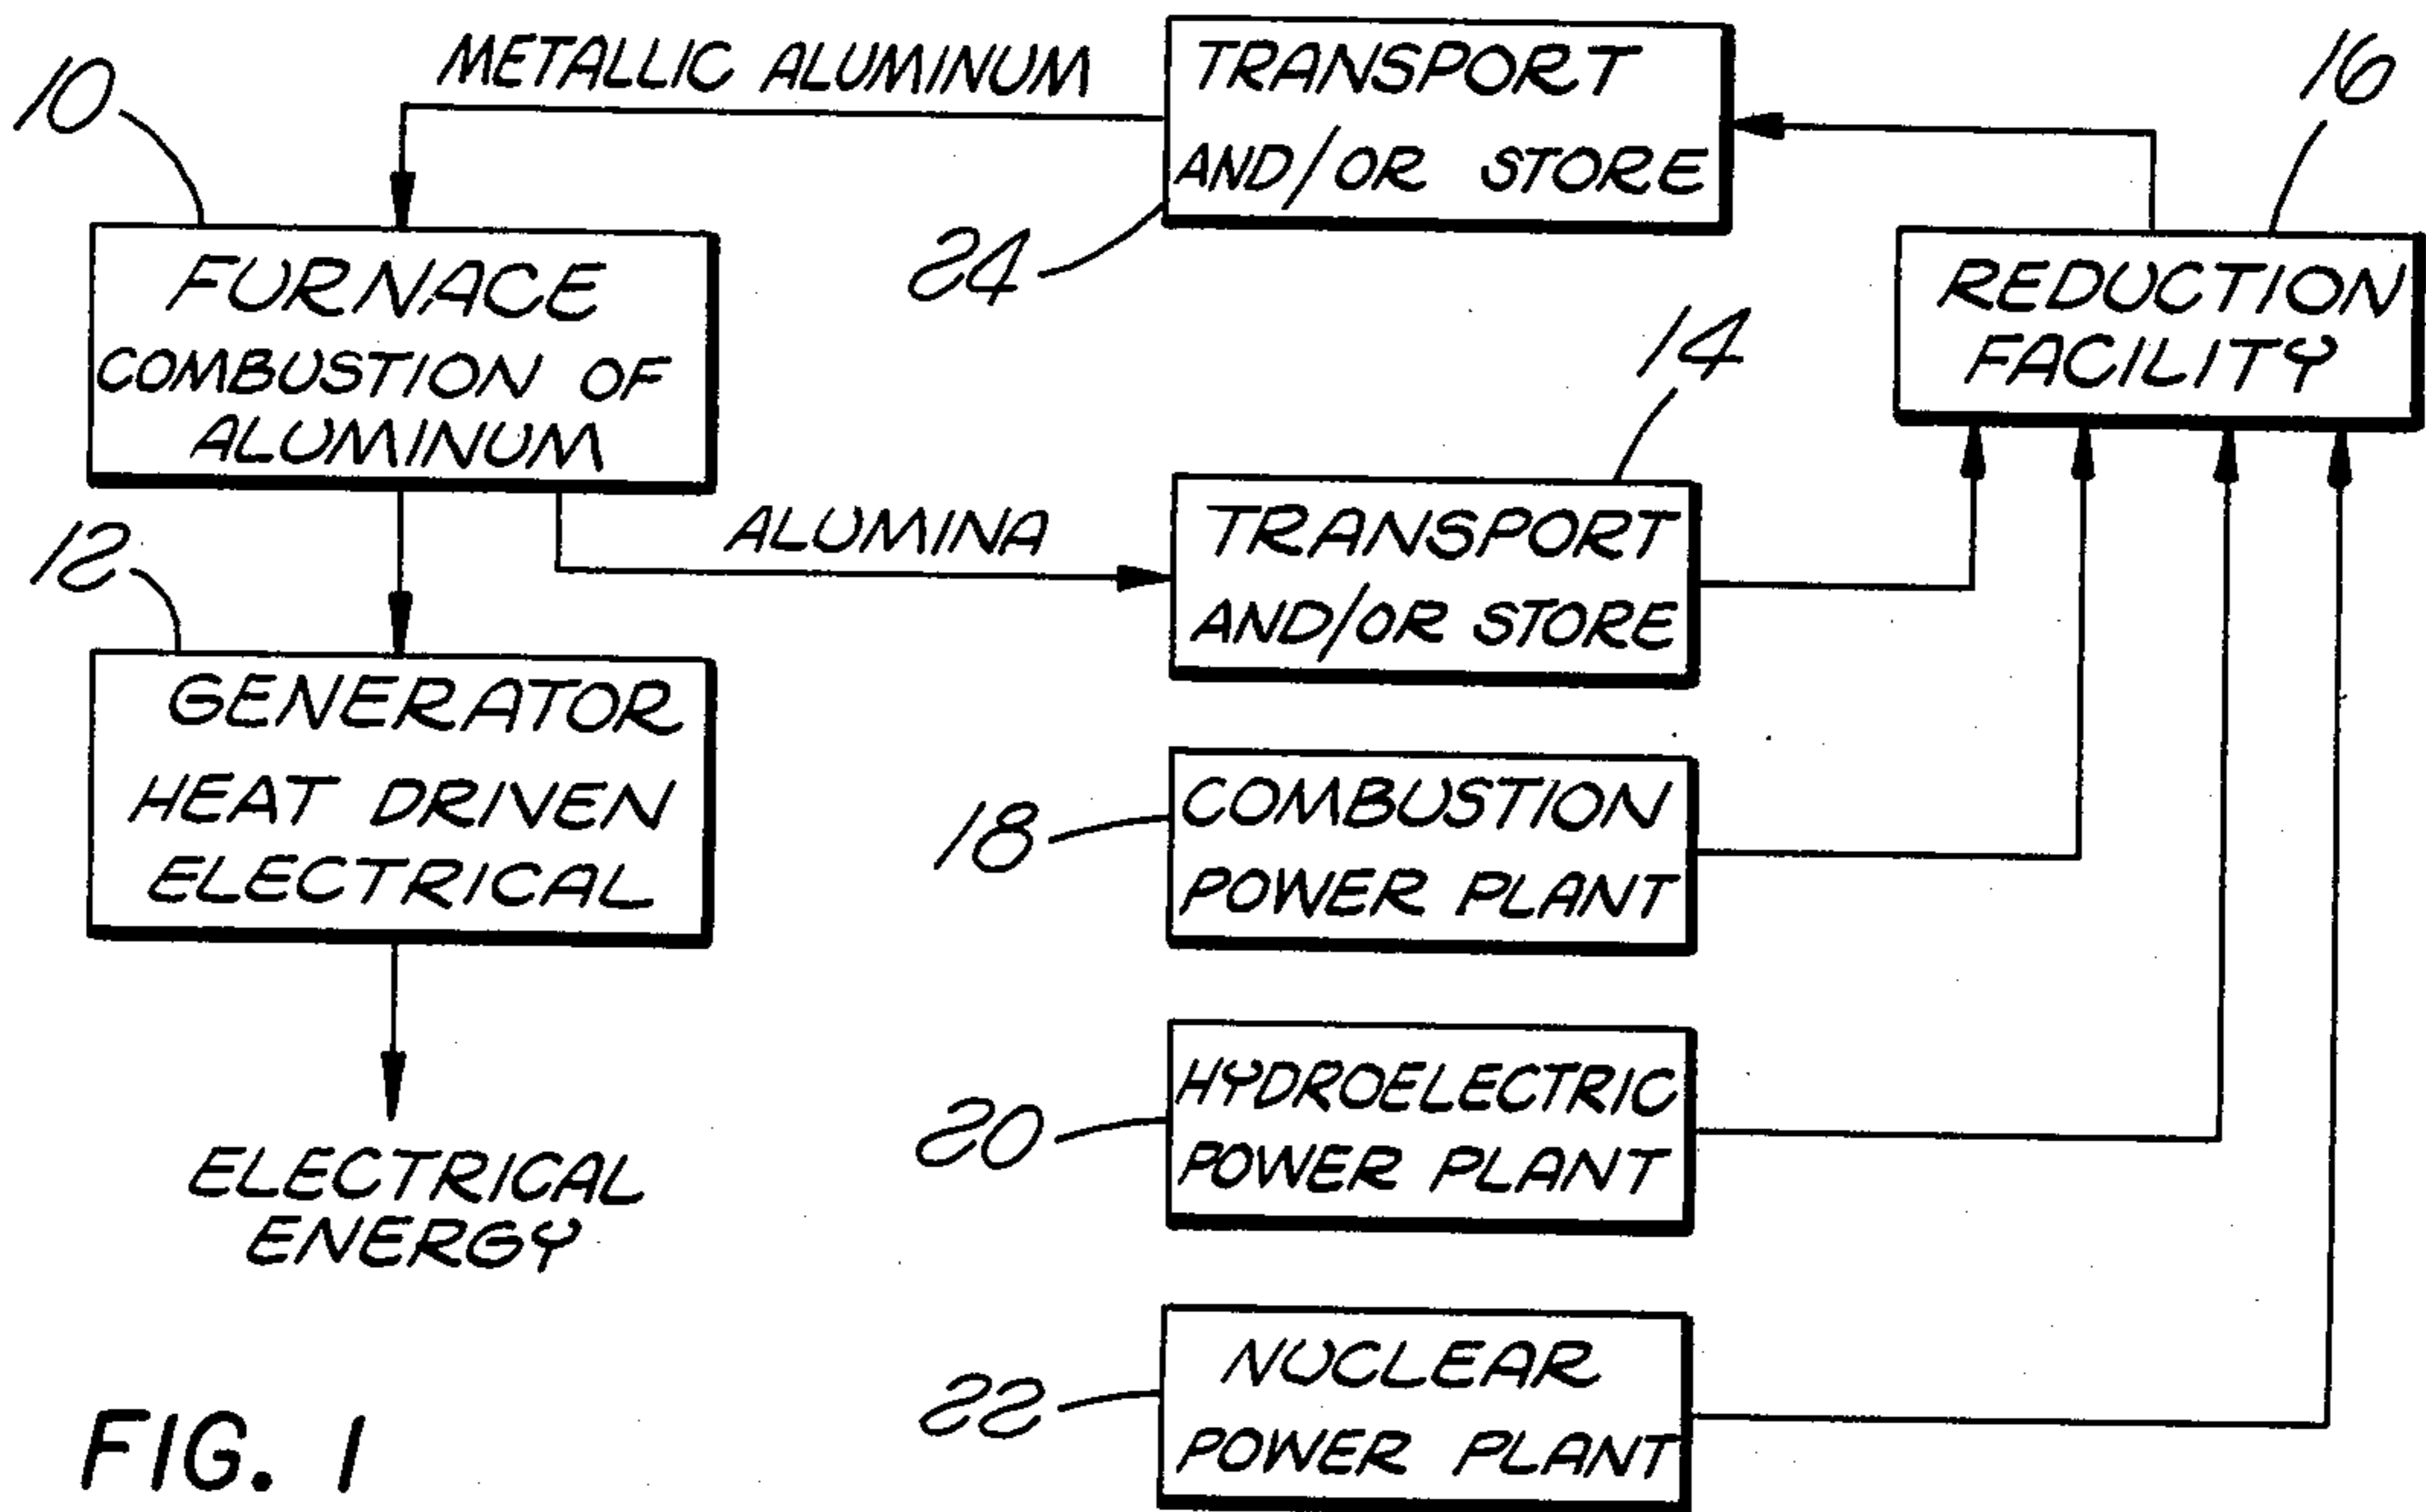 METALLIC ALUMINUM
10
TRANSPORT
AND/OR STORE
24
16
REDUCTION
FACILITY
FURNACE
COMBUSTION OF
ALUMINUM
ALUMINA
14
TRANSPORT
AND/OR STORE
12
GENERATOR
HEAT DRIVEN
ELECTRICAL
18
COMBUSTION
POWER PLANT
ELECTRICAL
ENERGY
20
HYDROELECTRIC
POWER PLANT
22
NUCLEAR
POWER PLANT
FIG. 1